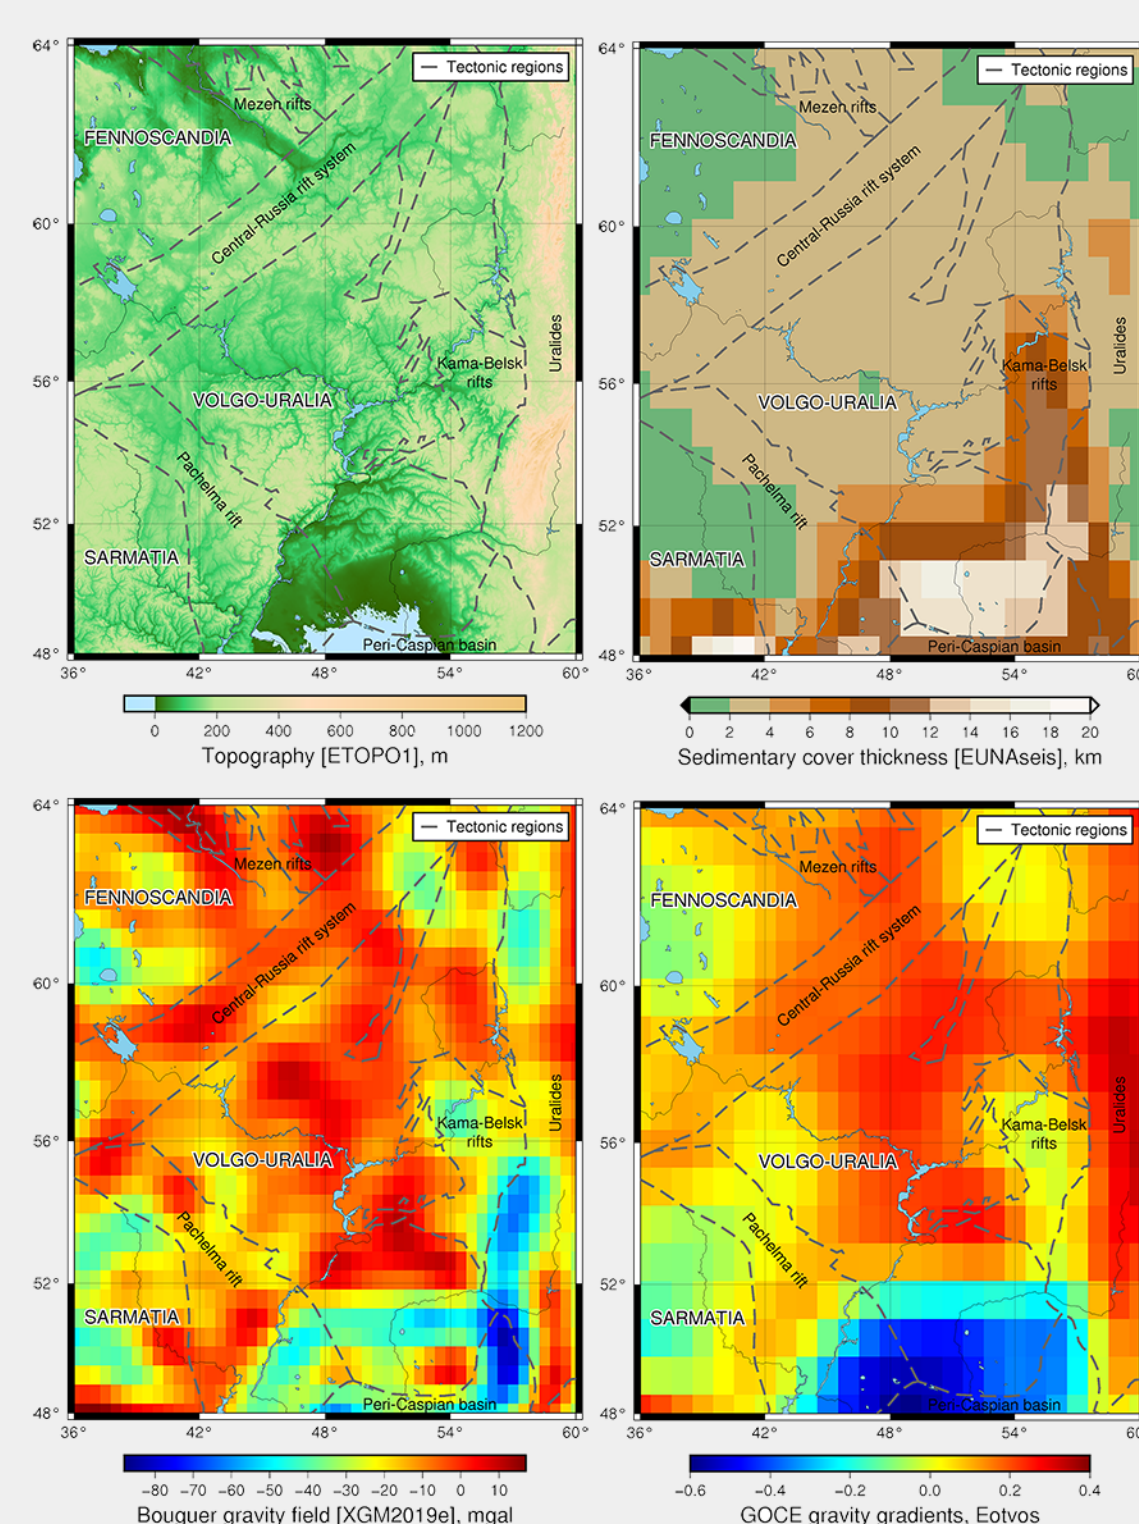 64°
60°
56°
52°
48°
36°
42°
48°
54°
60°
Tectonic regions
Mezen rifts
FENNOSCANDIA
Central-Russia rift system
Uralides
Kama-Belsk
rifts
VOLGO-URALIA
Pachelma rift
SARMATIA
Peri-Caspian basin
0 200 400 600 800 1000 1200
Topography [ETOPO1], m
64°
60°
56°
52°
48°
36°
42°
48°
54°
Tectonic regions
Mezen rifts
FENNOSCANDIA
Central-Russia rift system
Uralides
Kama-Belsk
rifts
VOLGO-URALIA
Pachelma rift
SARMATIA
Peri-Caspian basin
0 2 4 6 8 10 12 14 16 18 20
Sedimentary cover thickness [EUNAseis], km
64°
60°
56°
52°
48°
36°
42°
48°
54°
60°
Tectonic regions
Mezen rifts
FENNOSCANDIA
Central-Russia rift system
Uralides
Kama-Belsk
rifts
VOLGO-URALIA
Pachelma rift
SARMATIA
Peri-Caspian basin
−80 −70 −60 −50 −40 −30 −20 −10 0 10
Bouguer gravity field [XGM2019e], mgal
64°
60°
56°
52°
48°
36°
42°
48°
54°
Tectonic regions
Mezen rifts
FENNOSCANDIA
Central-Russia rift system
Uralides
Kama-Belsk
rifts
VOLGO-URALIA
Pachelma rift
SARMATIA
Peri-Caspian basin
−0.6 −0.4 −0.2 0.0 0.2 0.4
GOCE gravity gradients, Eotvos